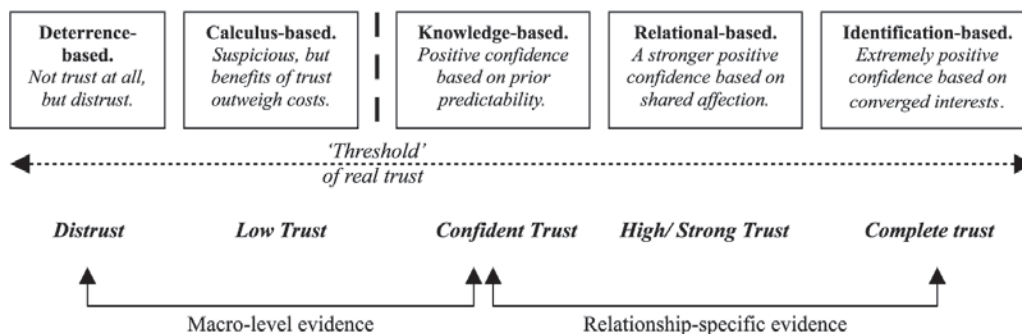 Deterrence-
based.
Not trust at all,
but distrust.
Calculus-based.
Suspicious, but
benefits of trust
outweigh costs.
Knowledge-based.
Positive confidence
based on prior
predictability.
Relational-based.
A stronger positive
confidence based on
shared affection.
Identification-based.
Extremely positive
confidence based on
converged interests.
‘Threshold’
of real trust
Distrust
Low Trust
Confident Trust
High/ Strong Trust
Complete trust
Macro-level evidence
Relationship-specific evidence